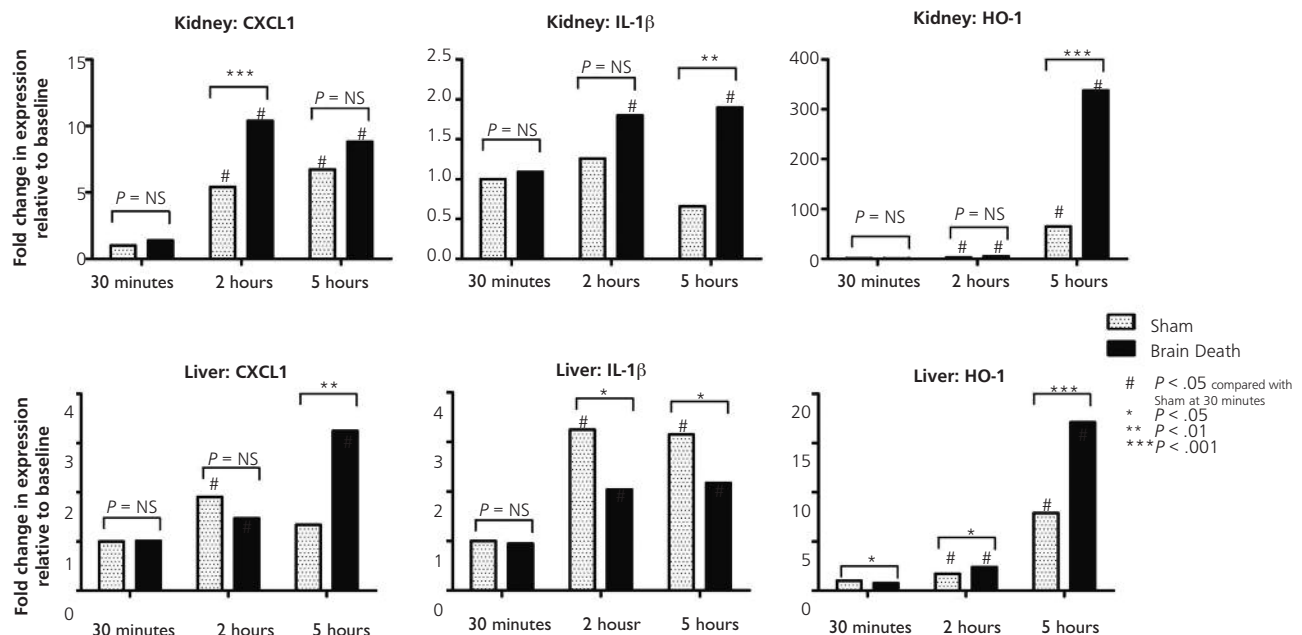 Kidney: CXCL1
Fold change in expression
relative to baseline
15
10
5
0
P = NS
***
P = NS
#
#
#
#
30 minutes
2 hours
5 hours
Kidney: IL-1β
2.5
2.0
1.5
1.0
0.5
0.0
P = NS
P = NS
**
#
#
30 minutes
2 hours
5 hours
Kidney: HO-1
400
300
200
100
0
P = NS
P = NS
***
#
#
#
#
30 minutes
2 hours
5 hours
Sham
Brain Death
# P < .05 compared with
Sham at 30 minutes
* P < .05
** P < .01
*** P < .001
Liver: CXCL1
Fold change in expression
relative to baseline
4
3
2
1
0
P = NS
P = NS
**
#
#
#
30 minutes
2 hours
5 hours
Liver: IL-1β
4
3
2
1
0
P = NS
*
*
#
#
#
#
30 minutes
2 housr
5 hours
Liver: HO-1
20
15
10
5
0
*
*
***
#
#
#
#
30 minutes
2 hours
5 hours